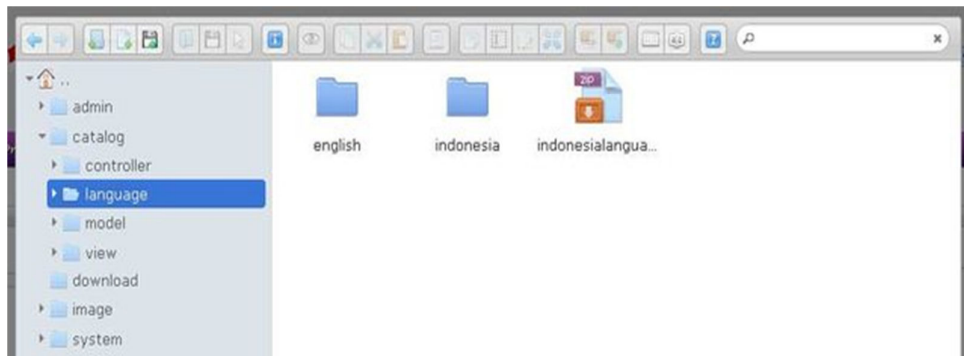 ..
admin
catalog
controller
language
model
view
download
image
system
english
indonesia
zip
indonesialangua...